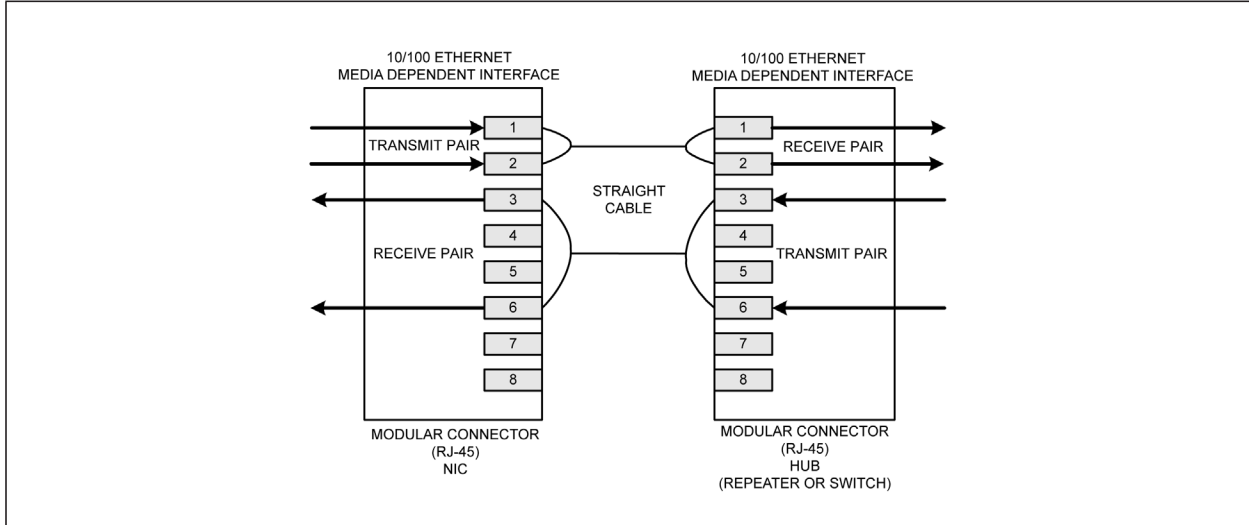 10/100 ETHERNET
MEDIA DEPENDENT INTERFACE
1
TRANSMIT PAIR
2
3
4
RECEIVE PAIR
5
6
7
8
MODULAR CONNECTOR
(RJ-45)
NIC
STRAIGHT
CABLE
10/100 ETHERNET
MEDIA DEPENDENT INTERFACE
1
RECEIVE PAIR
2
3
4
TRANSMIT PAIR
5
6
7
8
MODULAR CONNECTOR
(RJ-45)
HUB
(REPEATER OR SWITCH)